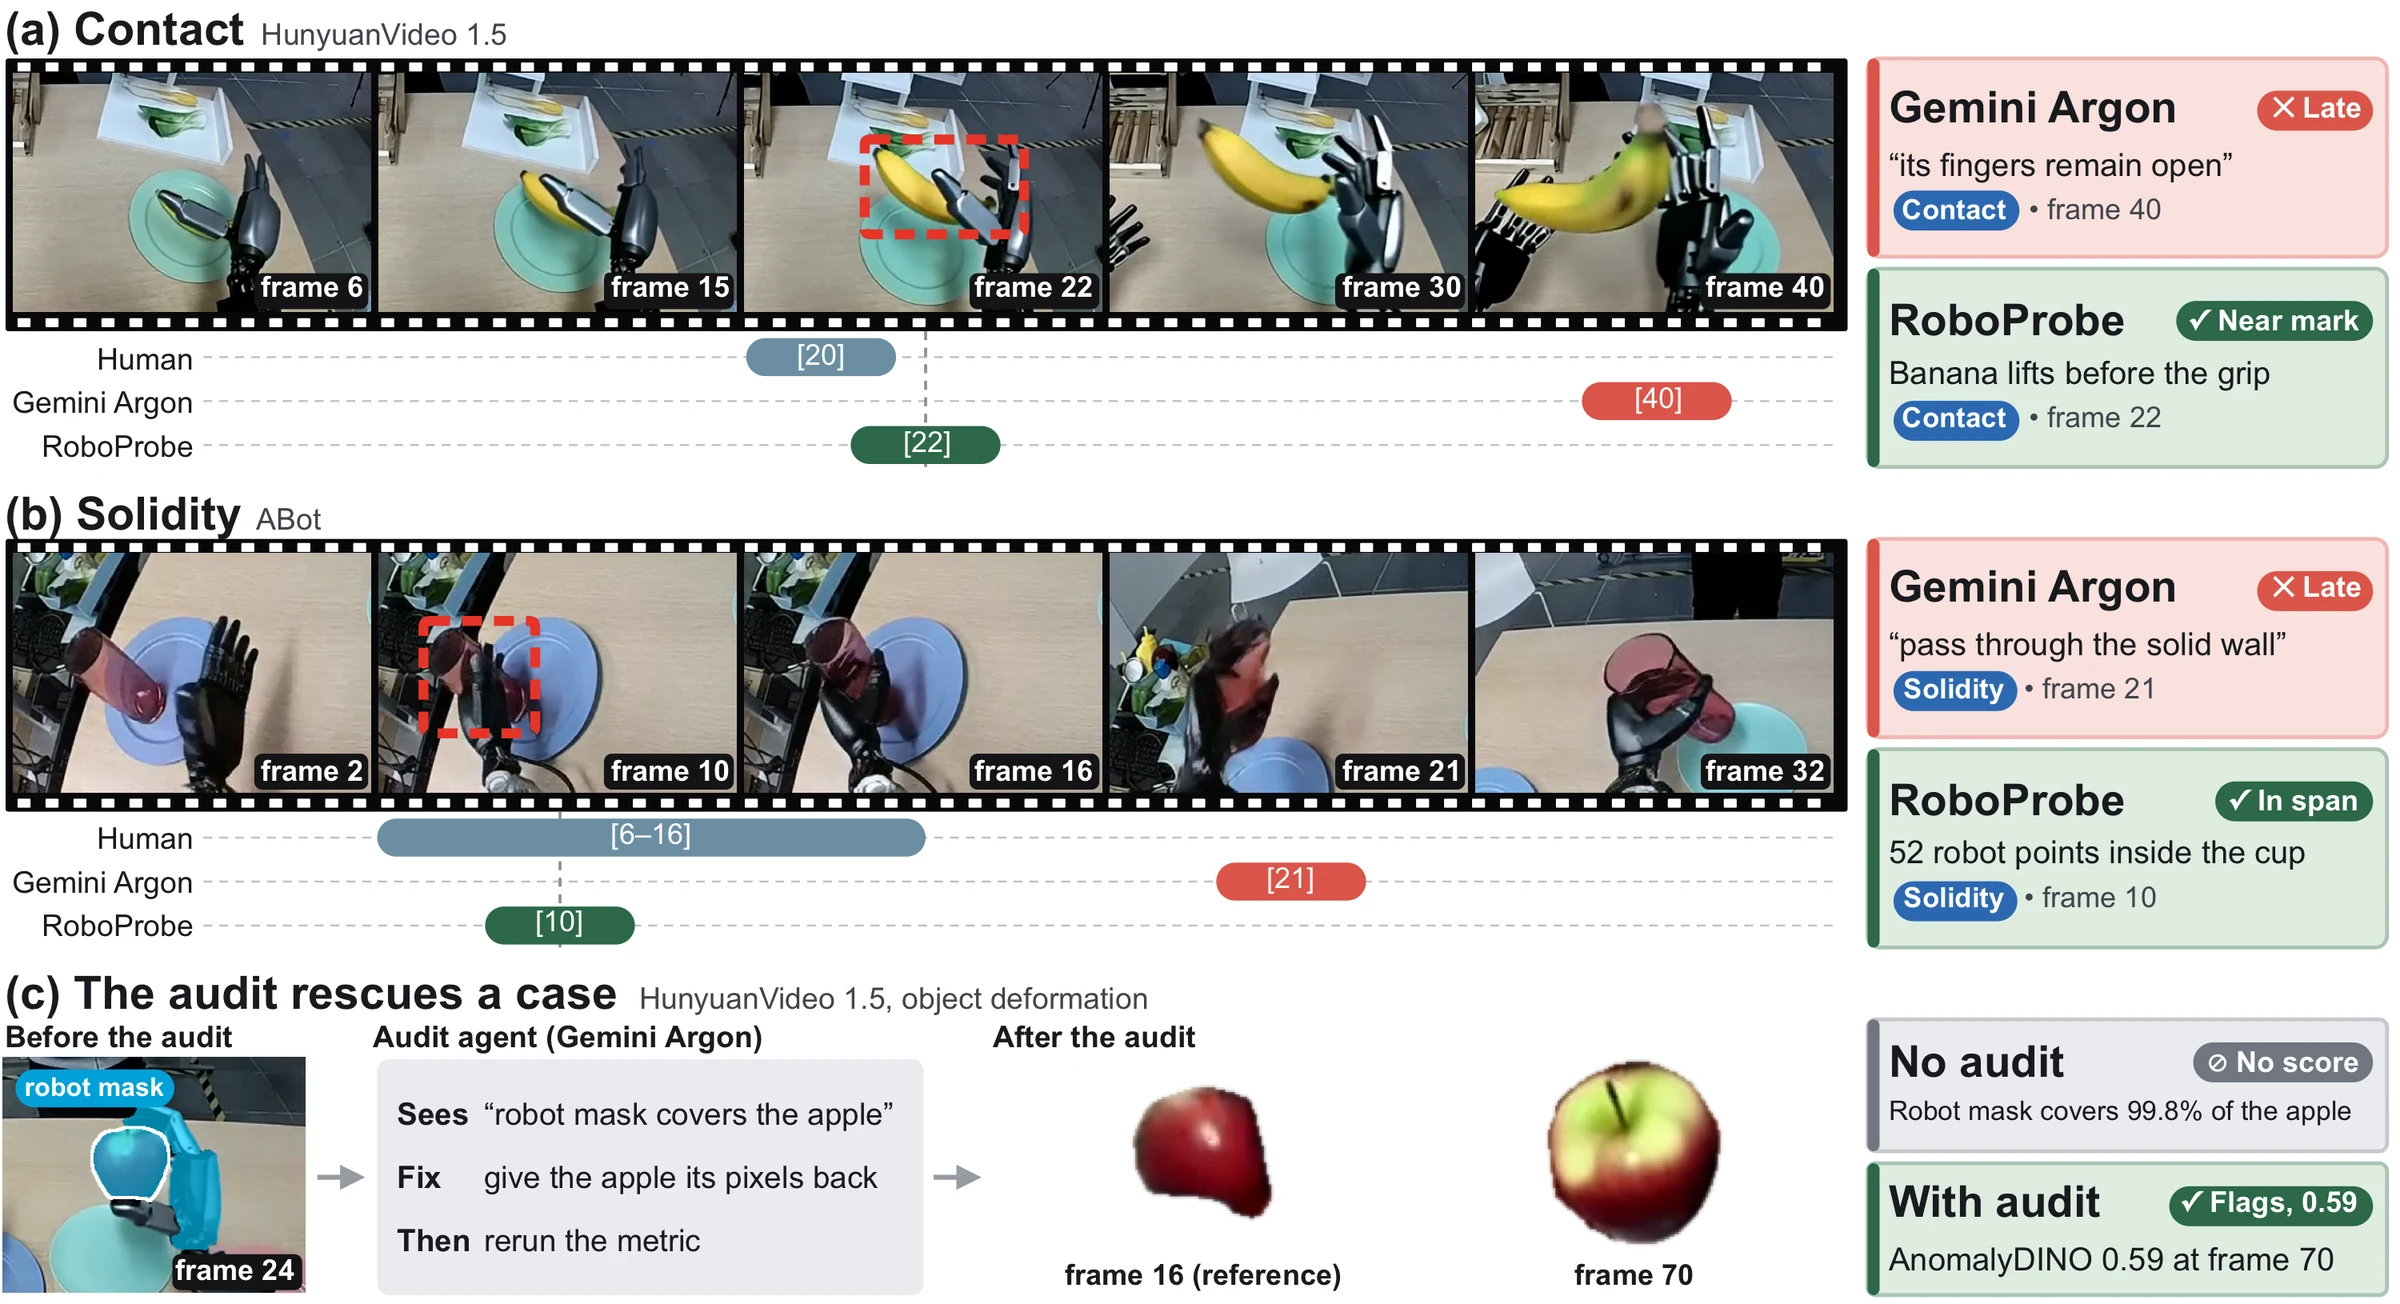 (a) Contact HunyuanVideo 1.5
frame 6
frame 15
frame 22
frame 30
frame 40
Human
[20]
Gemini Argon
[40]
RoboProbe
[22]
Gemini Argon
✕ Late
“its fingers remain open”
Contact • frame 40
RoboProbe
✓ Near mark
Banana lifts before the grip
Contact • frame 22
(b) Solidity ABot
frame 2
frame 10
frame 16
frame 21
frame 32
Human
[6–16]
Gemini Argon
[21]
RoboProbe
[10]
Gemini Argon
✕ Late
“pass through the solid wall”
Solidity • frame 21
RoboProbe
✓ In span
52 robot points inside the cup
Solidity • frame 10
(c) The audit rescues a case HunyuanVideo 1.5, object deformation
Before the audit
robot mask
frame 24
Audit agent (Gemini Argon)
Sees “robot mask covers the apple”
Fix give the apple its pixels back
Then rerun the metric
After the audit
frame 16 (reference)
frame 70
No audit
⊘ No score
Robot mask covers 99.8% of the apple
With audit
✓ Flags, 0.59
AnomalyDINO 0.59 at frame 70